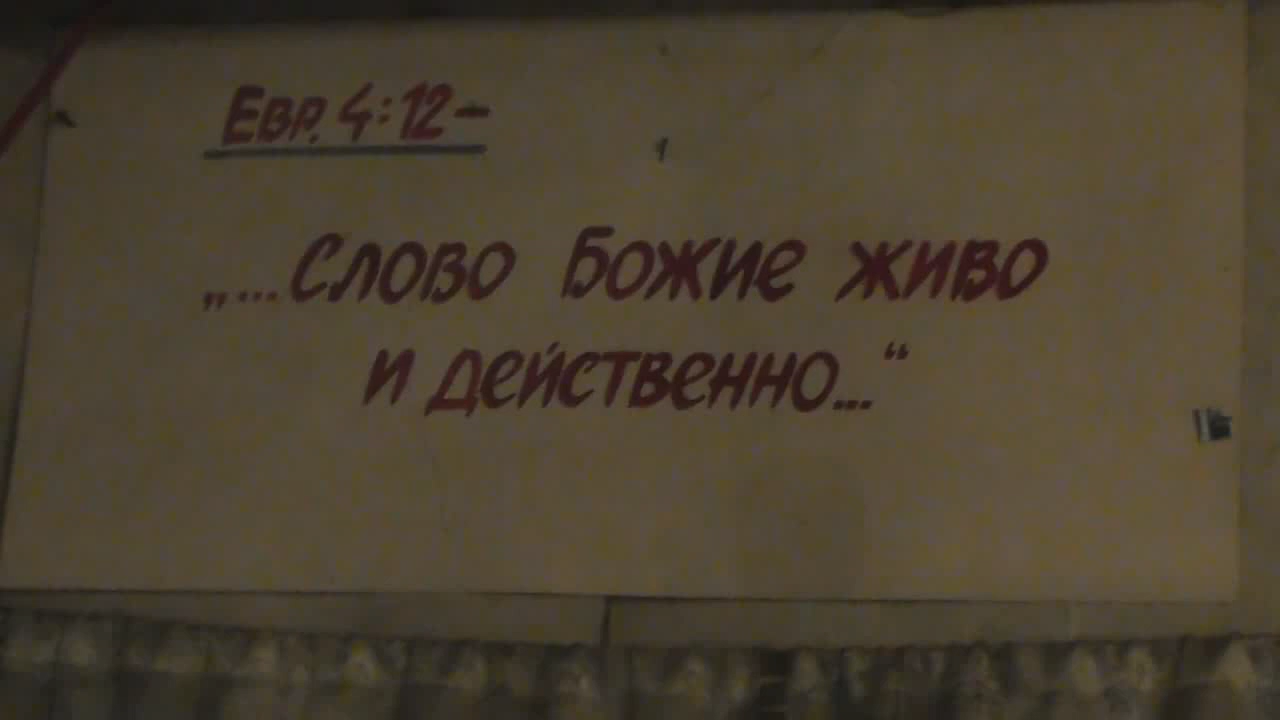 Евр. 4:12-
„...Слово Божие живо
и действенно..."